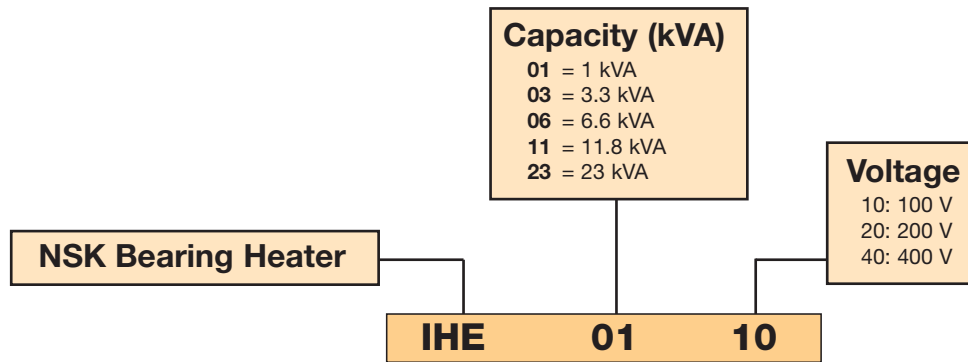 Capacity (kVA)
01 = 1 kVA
03 = 3.3 kVA
06 = 6.6 kVA
11 = 11.8 kVA
23 = 23 kVA
Voltage
10: 100 V
20: 200 V
40: 400 V
NSK Bearing Heater
IHE 01 10